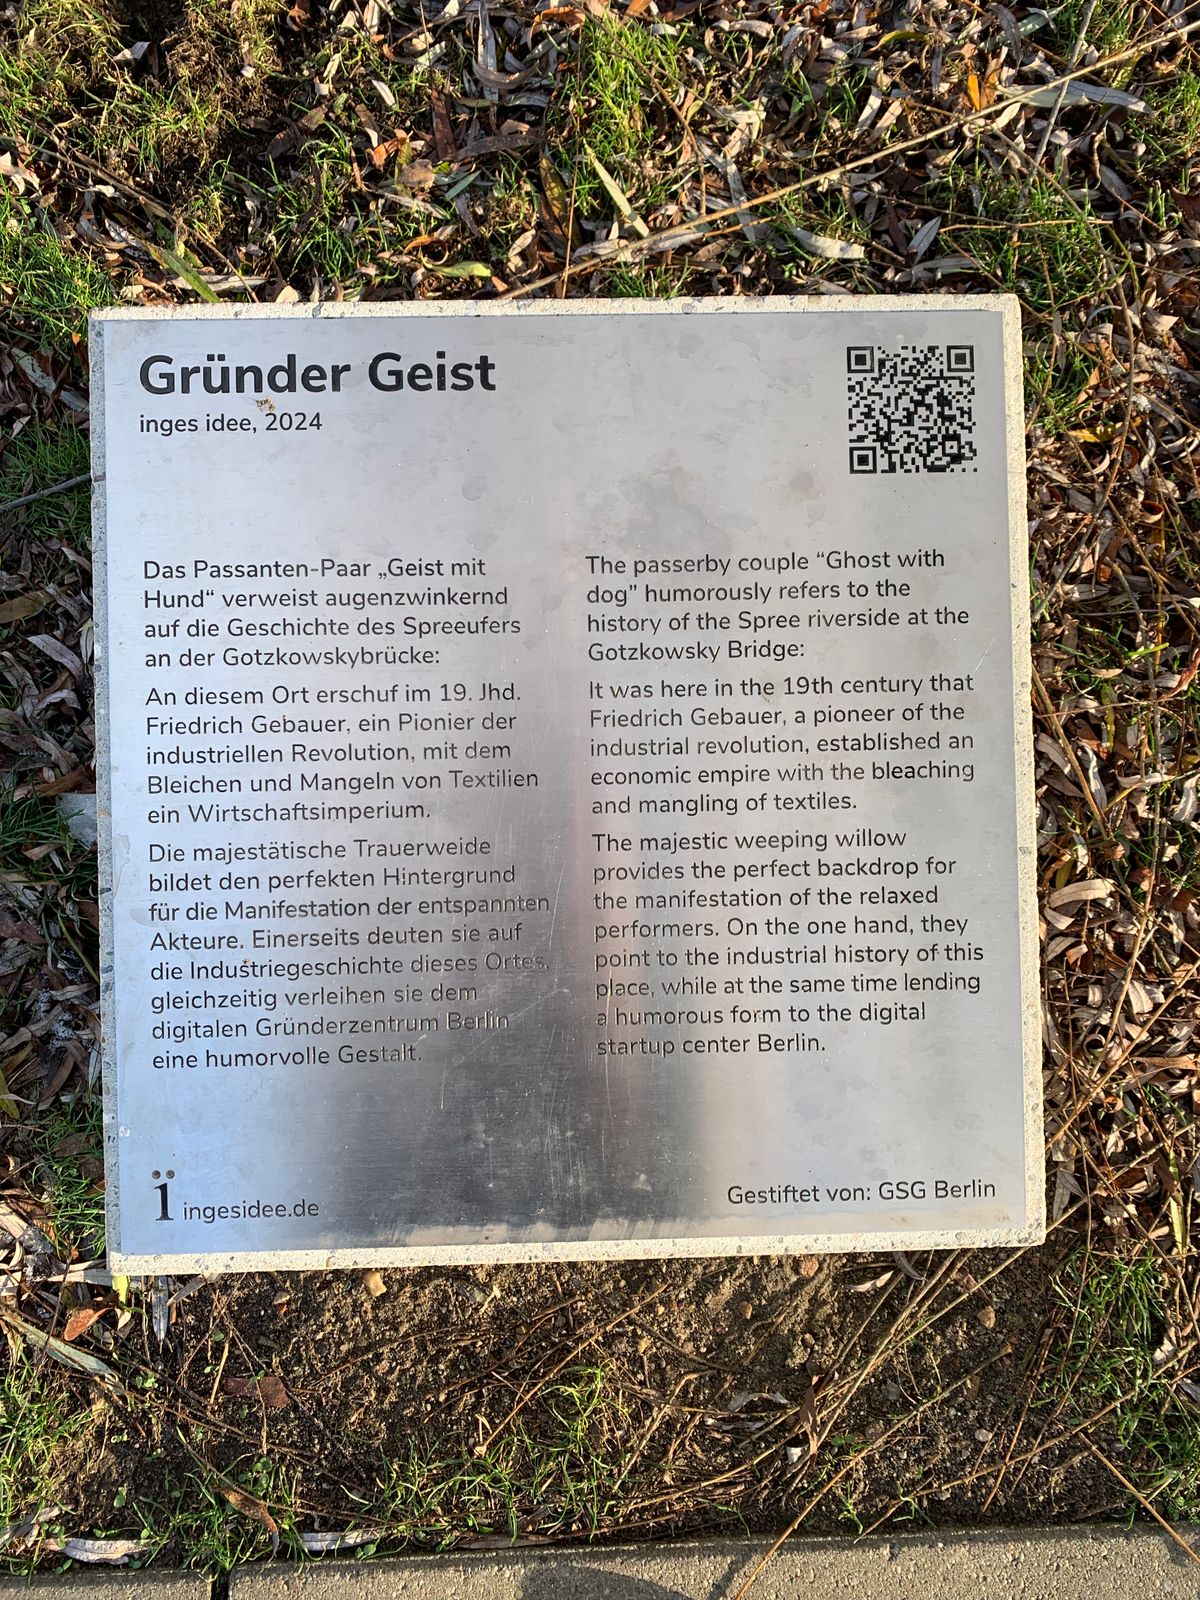 Gründer Geist
inges idee, 2024
Das Passanten-Paar „Geist mit
Hund“ verweist augenzwinkernd
auf die Geschichte des Spreeufers
an der Gotzkowskybrücke:
An diesem Ort erschuf im 19. Jhd.
Friedrich Gebauer, ein Pionier der
industriellen Revolution, mit dem
Bleichen und Mangeln von Textilien
ein Wirtschaftsimperium.
Die majestätische Trauerweide
bildet den perfekten Hintergrund
für die Manifestation der entspannten
Akteure. Einerseits deuten sie auf
die Industriegeschichte dieses Ortes,
gleichzeitig verleihen sie dem
digitalen Gründerzentrum Berlin
eine humorvolle Gestalt.
The passerby couple “Ghost with
dog” humorously refers to the
history of the Spree riverside at the
Gotzkowsky Bridge:
It was here in the 19th century that
Friedrich Gebauer, a pioneer of the
industrial revolution, established an
economic empire with the bleaching
and mangling of textiles.
The majestic weeping willow
provides the perfect backdrop for
the manifestation of the relaxed
performers. On the one hand, they
point to the industrial history of this
place, while at the same time lending
a humorous form to the digital
startup center Berlin.
ï ingesidee.de
Gestiftet von: GSG Berlin